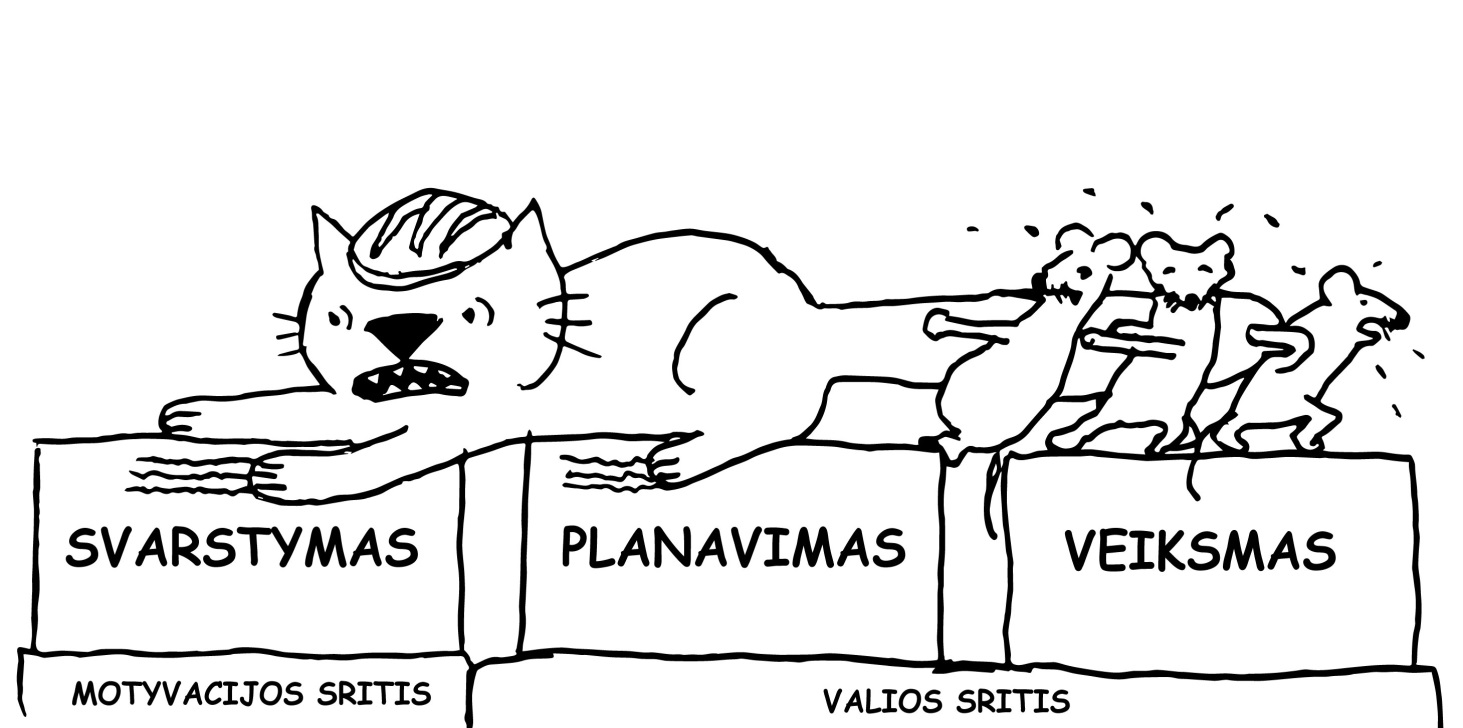 SVARSTYMAS
PLANAVIMAS
VEIKSMAS
MOTYVACIJOS SRITIS
VALIOS SRITIS